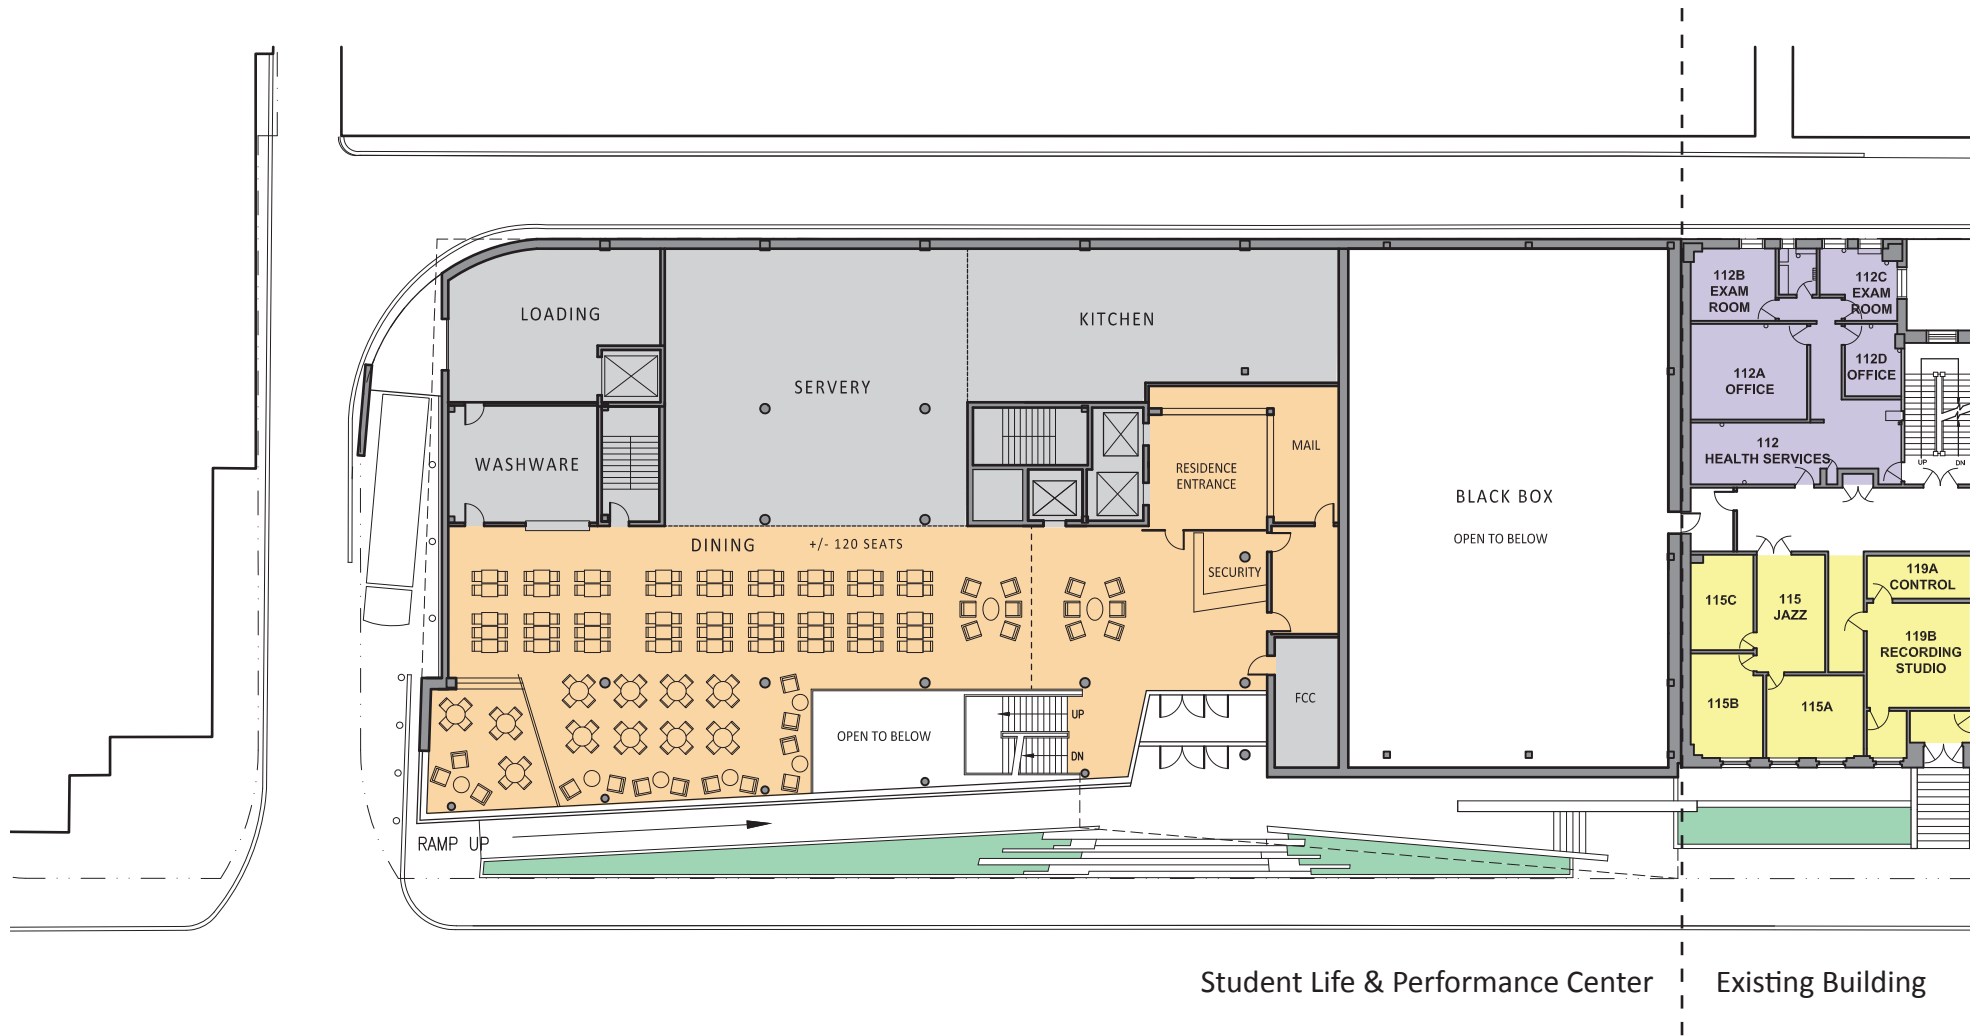 LOADING
SERVERY
KITCHEN
WASHWARE
RESIDENCE
ENTRANCE
MAIL
DINING +/- 120 SEATS
SECURITY
FCC
OPEN TO BELOW
UP
DN
RAMP UP
BLACK BOX
OPEN TO BELOW
112B
EXAM
ROOM
112C
EXAM
ROOM
112A
OFFICE
112D
OFFICE
112
HEALTH SERVICES
UP
DN
115C
115
JAZZ
119A
CONTROL
119B
RECORDING
STUDIO
115B
115A
Student Life & Performance Center
Existing Building